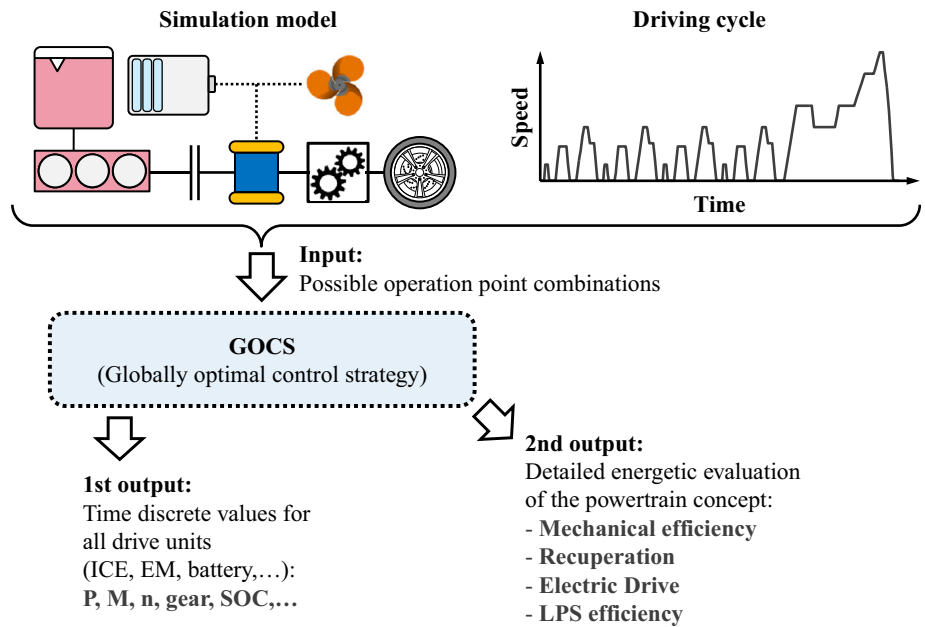 Simulation model
Driving cycle
Speed
Time
Input:
Possible operation point combinations
GOCS
(Globally optimal control strategy)
1st output:
Time discrete values for
all drive units
(ICE, EM, battery,…):
P, M, n, gear, SOC,…
2nd output:
Detailed energetic evaluation
of the powertrain concept:
- Mechanical efficiency
- Recuperation
- Electric Drive
- LPS efficiency